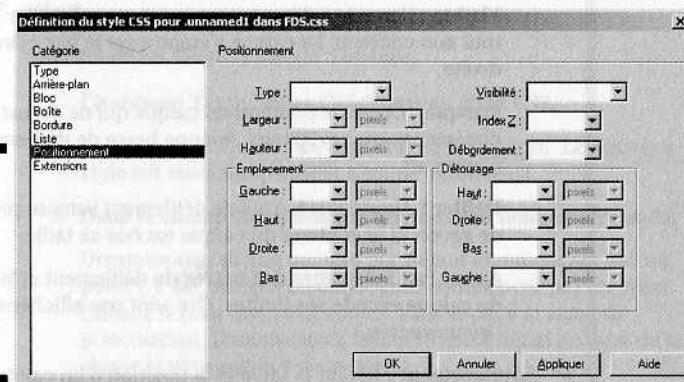 Définition du style CSS pour .unnamed1 dans FDS.css
Catégorie
Positionnement
Type
Arrière-plan
Bloc
Boîte
Bordure
Liste
Positionnement
Extensions
Type :
Visibilité :
Largeur :
pixels
Index Z :
Hauteur :
pixels
Débordement :
Emplacement
Détourage
Gauche :
pixels
Haut :
pixels
Haut :
pixels
Droite :
pixels
Droite :
pixels
Bas :
pixels
Bas :
pixels
Gauche :
pixels
OK
Annuler
Appliquer
Aide